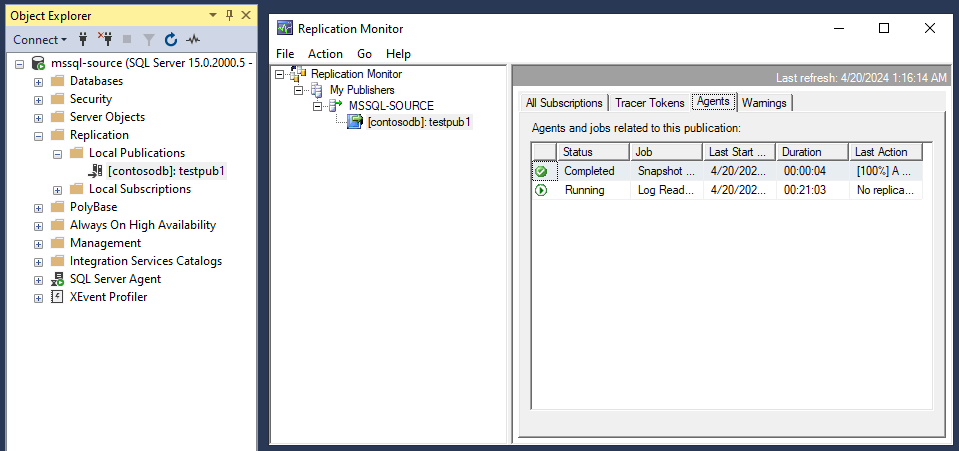 Object Explorer
Connect
mssql-source (SQL Server 15.0.2000.5 -
Databases
Security
Server Objects
Replication
Local Publications
[contosodb]: testpub1
Local Subscriptions
PolyBase
Always On High Availability
Management
Integration Services Catalogs
SQL Server Agent
XEvent Profiler
Replication Monitor
File Action Go Help
Replication Monitor
My Publishers
MSSQL-SOURCE
[contosodb]: testpub1
Last refresh: 4/20/2024 1:16:14 AM
All Subscriptions Tracer Tokens Agents Warnings
Agents and jobs related to this publication:
Status Job Last Start ... Duration Last Action
Completed Snapshot ... 4/20/202... 00:00:04 [100%] A ...
Running Log Read... 4/20/202... 00:21:03 No replica...